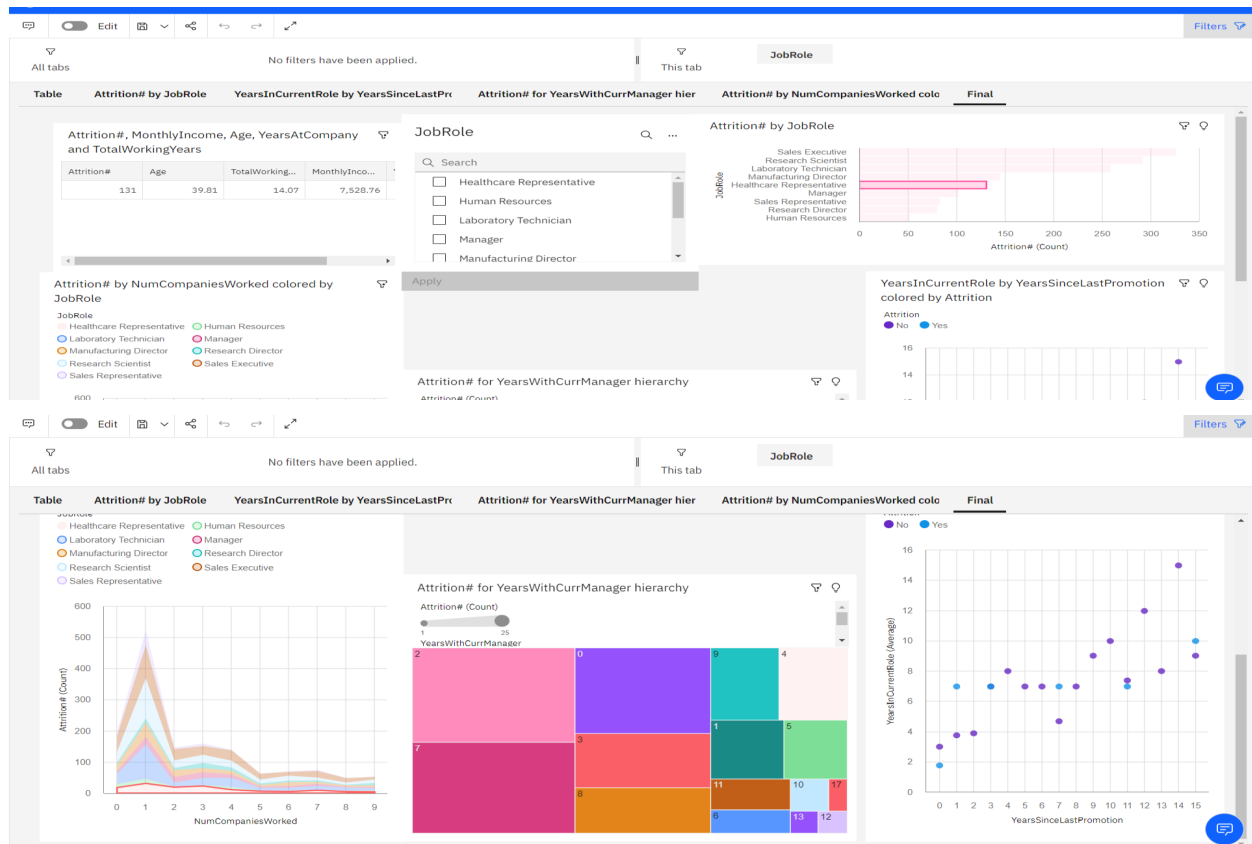 Edit
Filters
All tabs
No filters have been applied.
This tab
JobRole
Table
Attrition# by JobRole
YearsInCurrentRole by YearsSinceLastPr
Attrition# for YearsWithCurrManager hier
Attrition# by NumCompaniesWorked colo
Final
Attrition#, MonthlyIncome, Age, YearsAtCompany
and TotalWorkingYears
Attrition#
Age
TotalWorking...
MonthlyInco...
131
39.81
14.07
7,528.76
JobRole
Search
Healthcare Representative
Human Resources
Laboratory Technician
Manager
Manufacturing Director
Apply
Attrition# by JobRole
JobRole
Sales Executive
Research Scientist
Laboratory Technician
Manufacturing Director
Healthcare Representative
Manager
Sales Representative
Research Director
Human Resources
0 50 100 150 200 250 300 350
Attrition# (Count)
Attrition# by NumCompaniesWorked colored by
JobRole
JobRole
Healthcare Representative
Human Resources
Laboratory Technician
Manager
Manufacturing Director
Research Director
Research Scientist
Sales Executive
Sales Representative
600
Attrition# for YearsWithCurrManager hierarchy
Attrition# (Count)
YearsInCurrentRole by YearsSinceLastPromotion
colored by Attrition
Attrition
No
Yes
16
14
Edit
Filters
All tabs
No filters have been applied.
This tab
JobRole
Table
Attrition# by JobRole
YearsInCurrentRole by YearsSinceLastPr
Attrition# for YearsWithCurrManager hier
Attrition# by NumCompaniesWorked colo
Final
JobRole
Healthcare Representative
Human Resources
Laboratory Technician
Manager
Manufacturing Director
Research Director
Research Scientist
Sales Executive
Sales Representative
Attrition# (Count)
600
500
400
300
200
100
0
0 1 2 3 4 5 6 7 8 9
NumCompaniesWorked
Attrition# for YearsWithCurrManager hierarchy
Attrition# (Count)
1
25
YearsWithCurrManager
2
0
9
4
7
3
1
5
8
11
10
17
6
13
12
Attrition
No
Yes
YearsInCurrentRole (Average)
16
14
12
10
8
6
4
2
0
0 1 2 3 4 5 6 7 8 9 10 11 12 13 14 15
YearsSinceLastPromotion